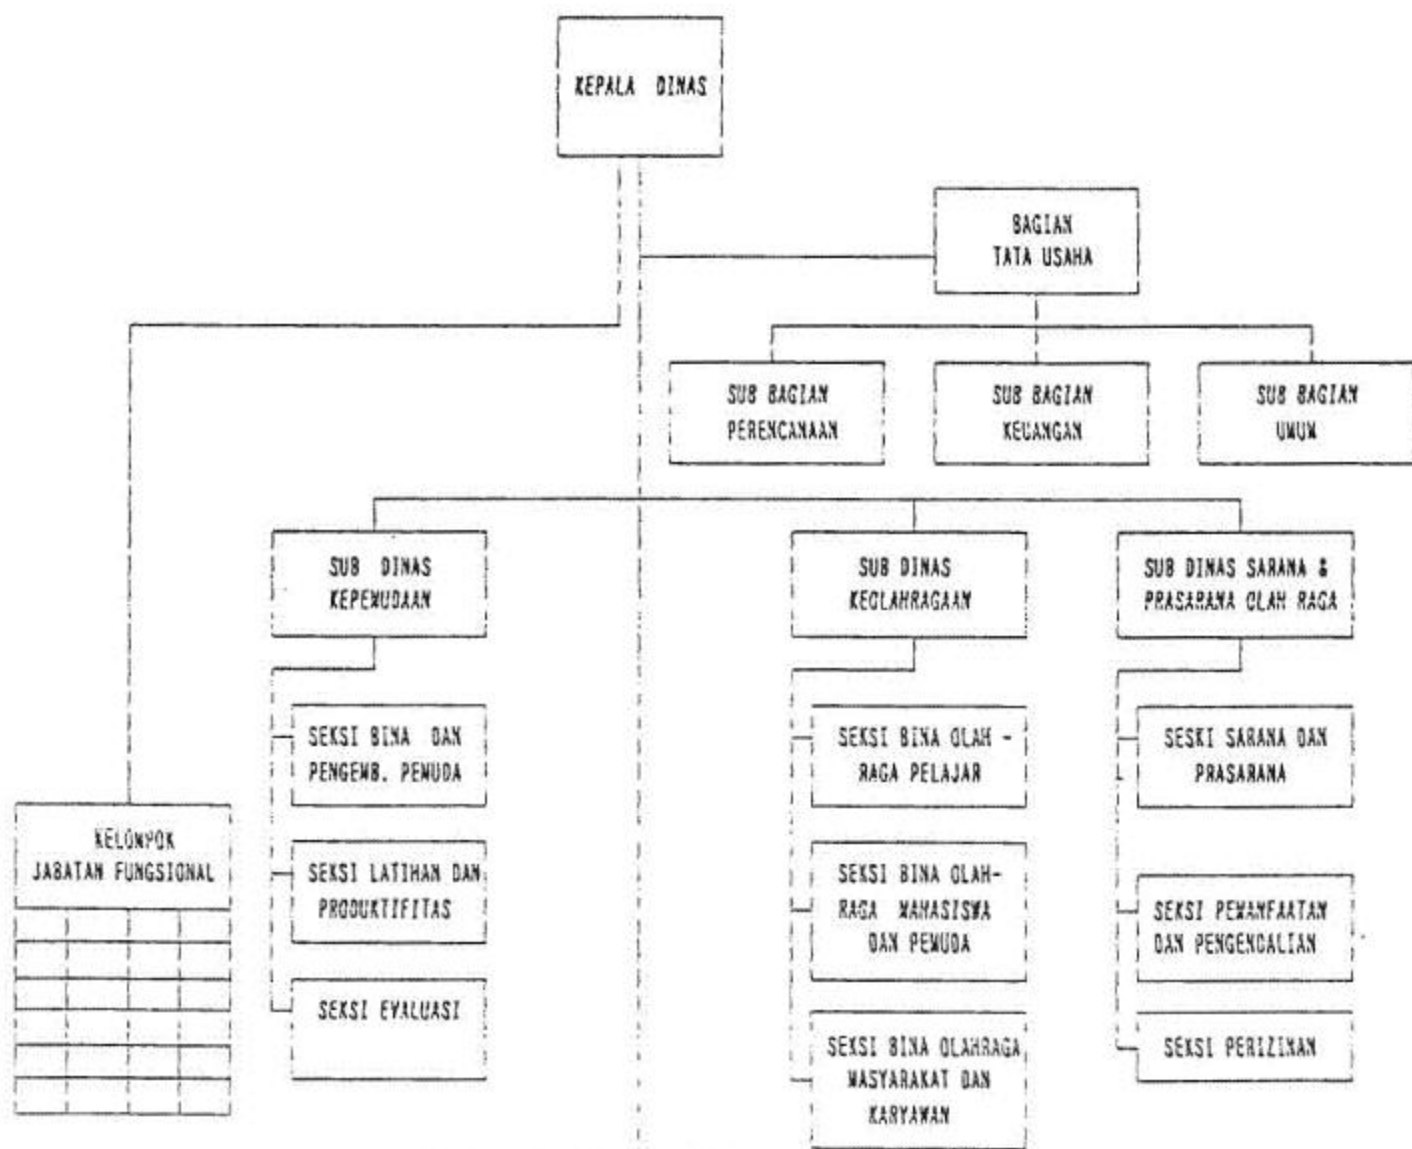 KEPALA DINAS
BAGIAN
TATA USAHA
SUB BAGIAN
PERENCANAAN
SUB BAGIAN
KEUANGAN
SUB BAGIAN
UMUM
SUB DINAS
KEPEMUDAAN
SUB DINAS
KEOLAHRAGAAN
SUB DINAS SARANA &
PRASARANA OLAH RAGA
SEKSI BINA DAN
PENGEMB. PEMUDA
SEKSI LATIHAN DAN
PRODUKTIFITAS
SEKSI EVALUASI
SEKSI BINA OLAH -
RAGA PELAJAR
SEKSI BINA OLAH-
RAGA MAHASISWA
DAN PEMUDA
SEKSI BINA OLAHRAGA
MASYARAKAT DAN
KARYAWAN
SESKI SARANA DAN
PRASARANA
SEKSI PEMANFAATAN
DAN PENGENDALIAN
SEKSI PERIZINAN
KELOMPOK
JABATAN FUNGSIONAL